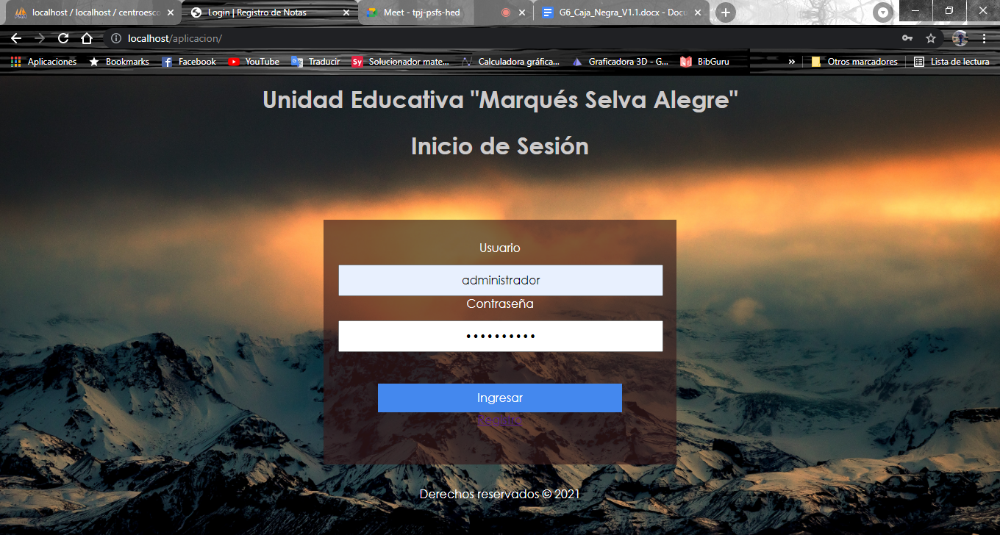 localhost / localhost / centroesco
Login | Registro de Notas
Meet - tpj-psfs-hed
G6_Caja_Negra_V1.1.docx - Docu
localhost/aplicacion/
Aplicaciones
Bookmarks
Facebook
YouTube
Traducir
Solucionador mate...
Calculadora gráfica...
Graficadora 3D - G...
BibGuru
»
Otros marcadores
Lista de lectura
Unidad Educativa "Marqués Selva Alegre"
Inicio de Sesión
Usuario
administrador
Contraseña
••••••••••
Ingresar
Registro
Derechos reservados © 2021